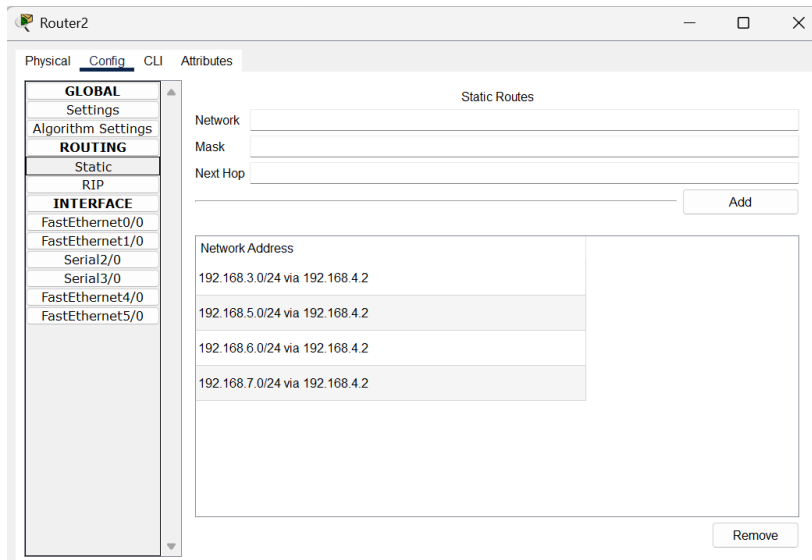 Router2
Physical Config CLI Attributes
GLOBAL
Settings
Algorithm Settings
ROUTING
Static
RIP
INTERFACE
FastEthernet0/0
FastEthernet1/0
Serial2/0
Serial3/0
FastEthernet4/0
FastEthernet5/0
Static Routes
Network
Mask
Next Hop
Add
Network Address
192.168.3.0/24 via 192.168.4.2
192.168.5.0/24 via 192.168.4.2
192.168.6.0/24 via 192.168.4.2
192.168.7.0/24 via 192.168.4.2
Remove